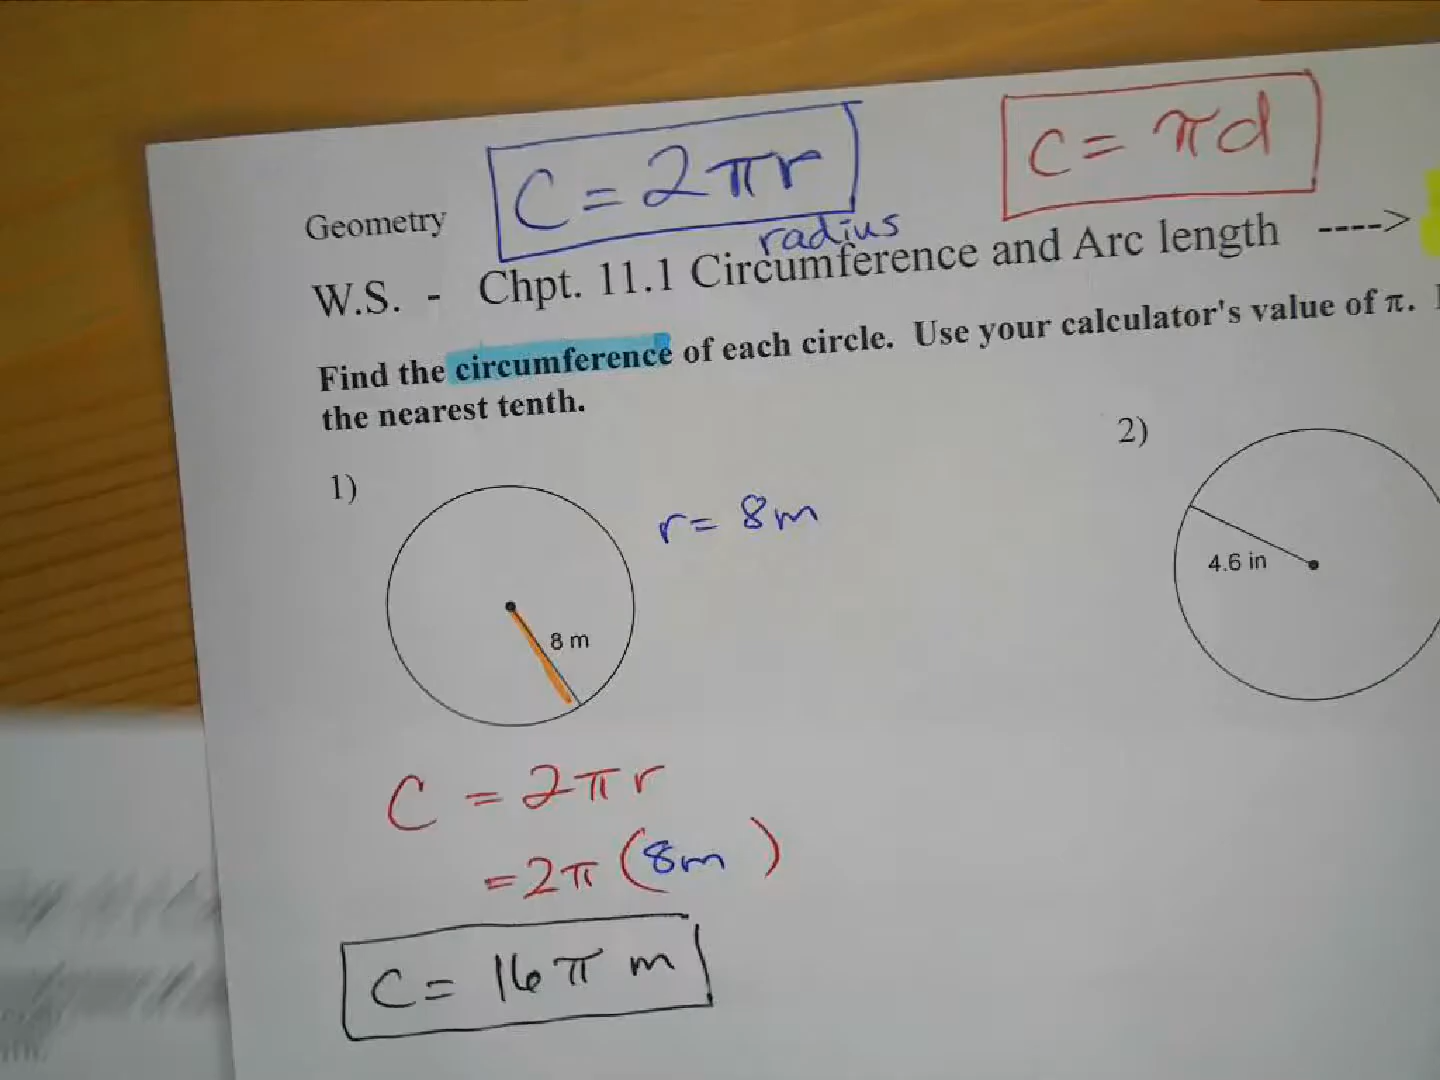 C = 2πr
C = πd
Geometry
radius
W.S. - Chpt. 11.1 Circumference and Arc length ---->
Find the circumference of each circle. Use your calculator's value of π.
the nearest tenth.
1)
r = 8m
8 m
2)
4.6 in
C = 2πr
= 2π (8m)
C = 16π m